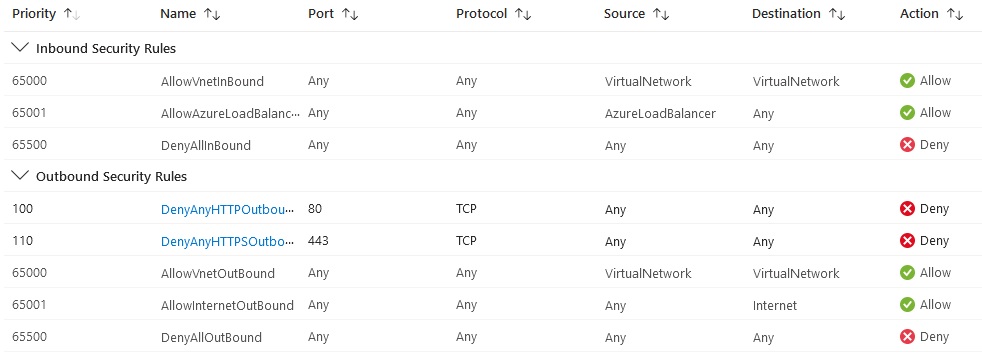 Priority ↑↓ Name ↑↓ Port ↑↓ Protocol ↑↓ Source ↑↓ Destination ↑↓ Action ↑↓
Inbound Security Rules
65000 AllowVnetInBound Any Any VirtualNetwork VirtualNetwork Allow
65001 AllowAzureLoadBalanc··· Any Any AzureLoadBalancer Any Allow
65500 DenyAllInBound Any Any Any Any Deny
Outbound Security Rules
100 DenyAnyHTTPOutbou··· 80 TCP Any Any Deny
110 DenyAnyHTTPSOutbo··· 443 TCP Any Any Deny
65000 AllowVnetOutBound Any Any VirtualNetwork VirtualNetwork Allow
65001 AllowInternetOutBound Any Any Any Internet Allow
65500 DenyAllOutBound Any Any Any Any Deny